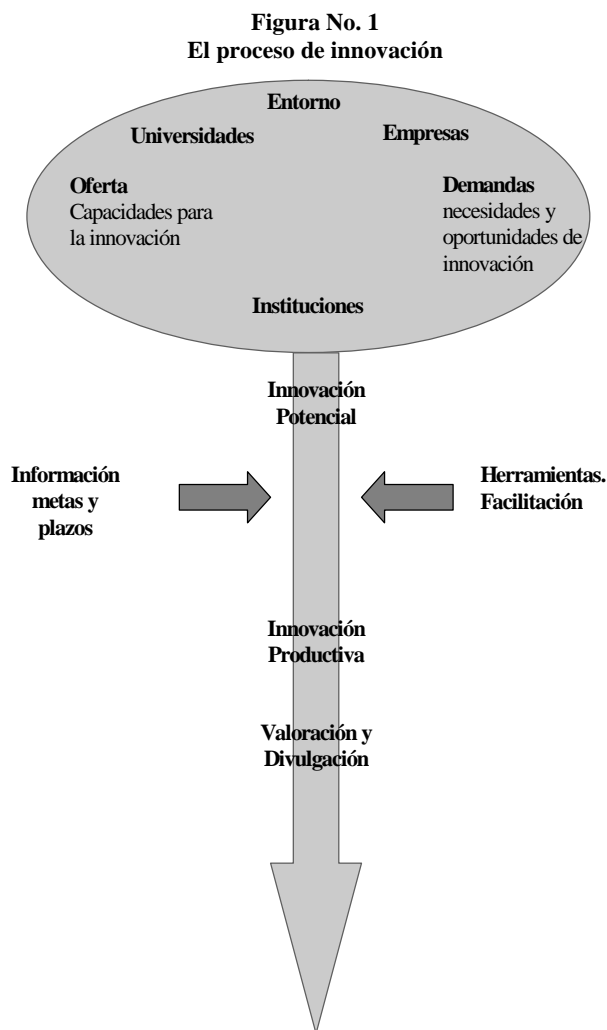 Figura No. 1
El proceso de innovación
Entorno
Universidades
Empresas
Oferta
Capacidades para
la innovación
Demandas
necesidades y
oportunidades de
innovación
Instituciones
Innovación
Potencial
Información
metas y
plazos
Herramientas.
Facilitación
Innovación
Productiva
Valoración y
Divulgación